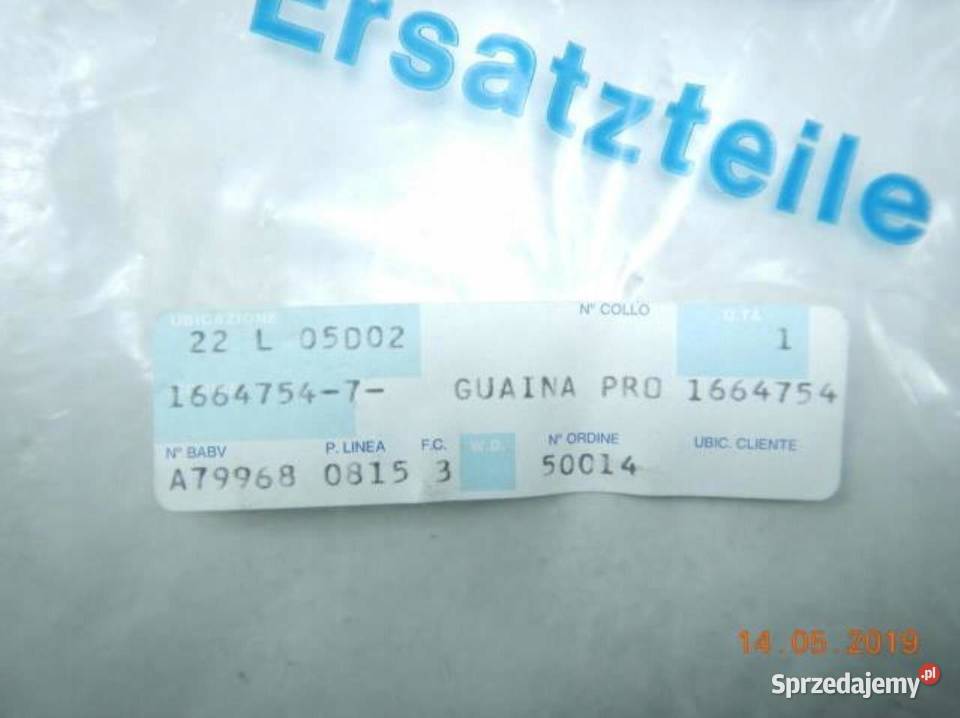 Ersatzteile
UBICAZIONE N° COLLO Q.TÀ
22 L 05D02 1
1664754-7- GUAINA PRO 1664754
N° BABV P. LINEA F.C. W.D. N° ORDINE UBIC. CLIENTE
A79968 0815 3 50014
14.05.2019
Sprzedajemy.pl